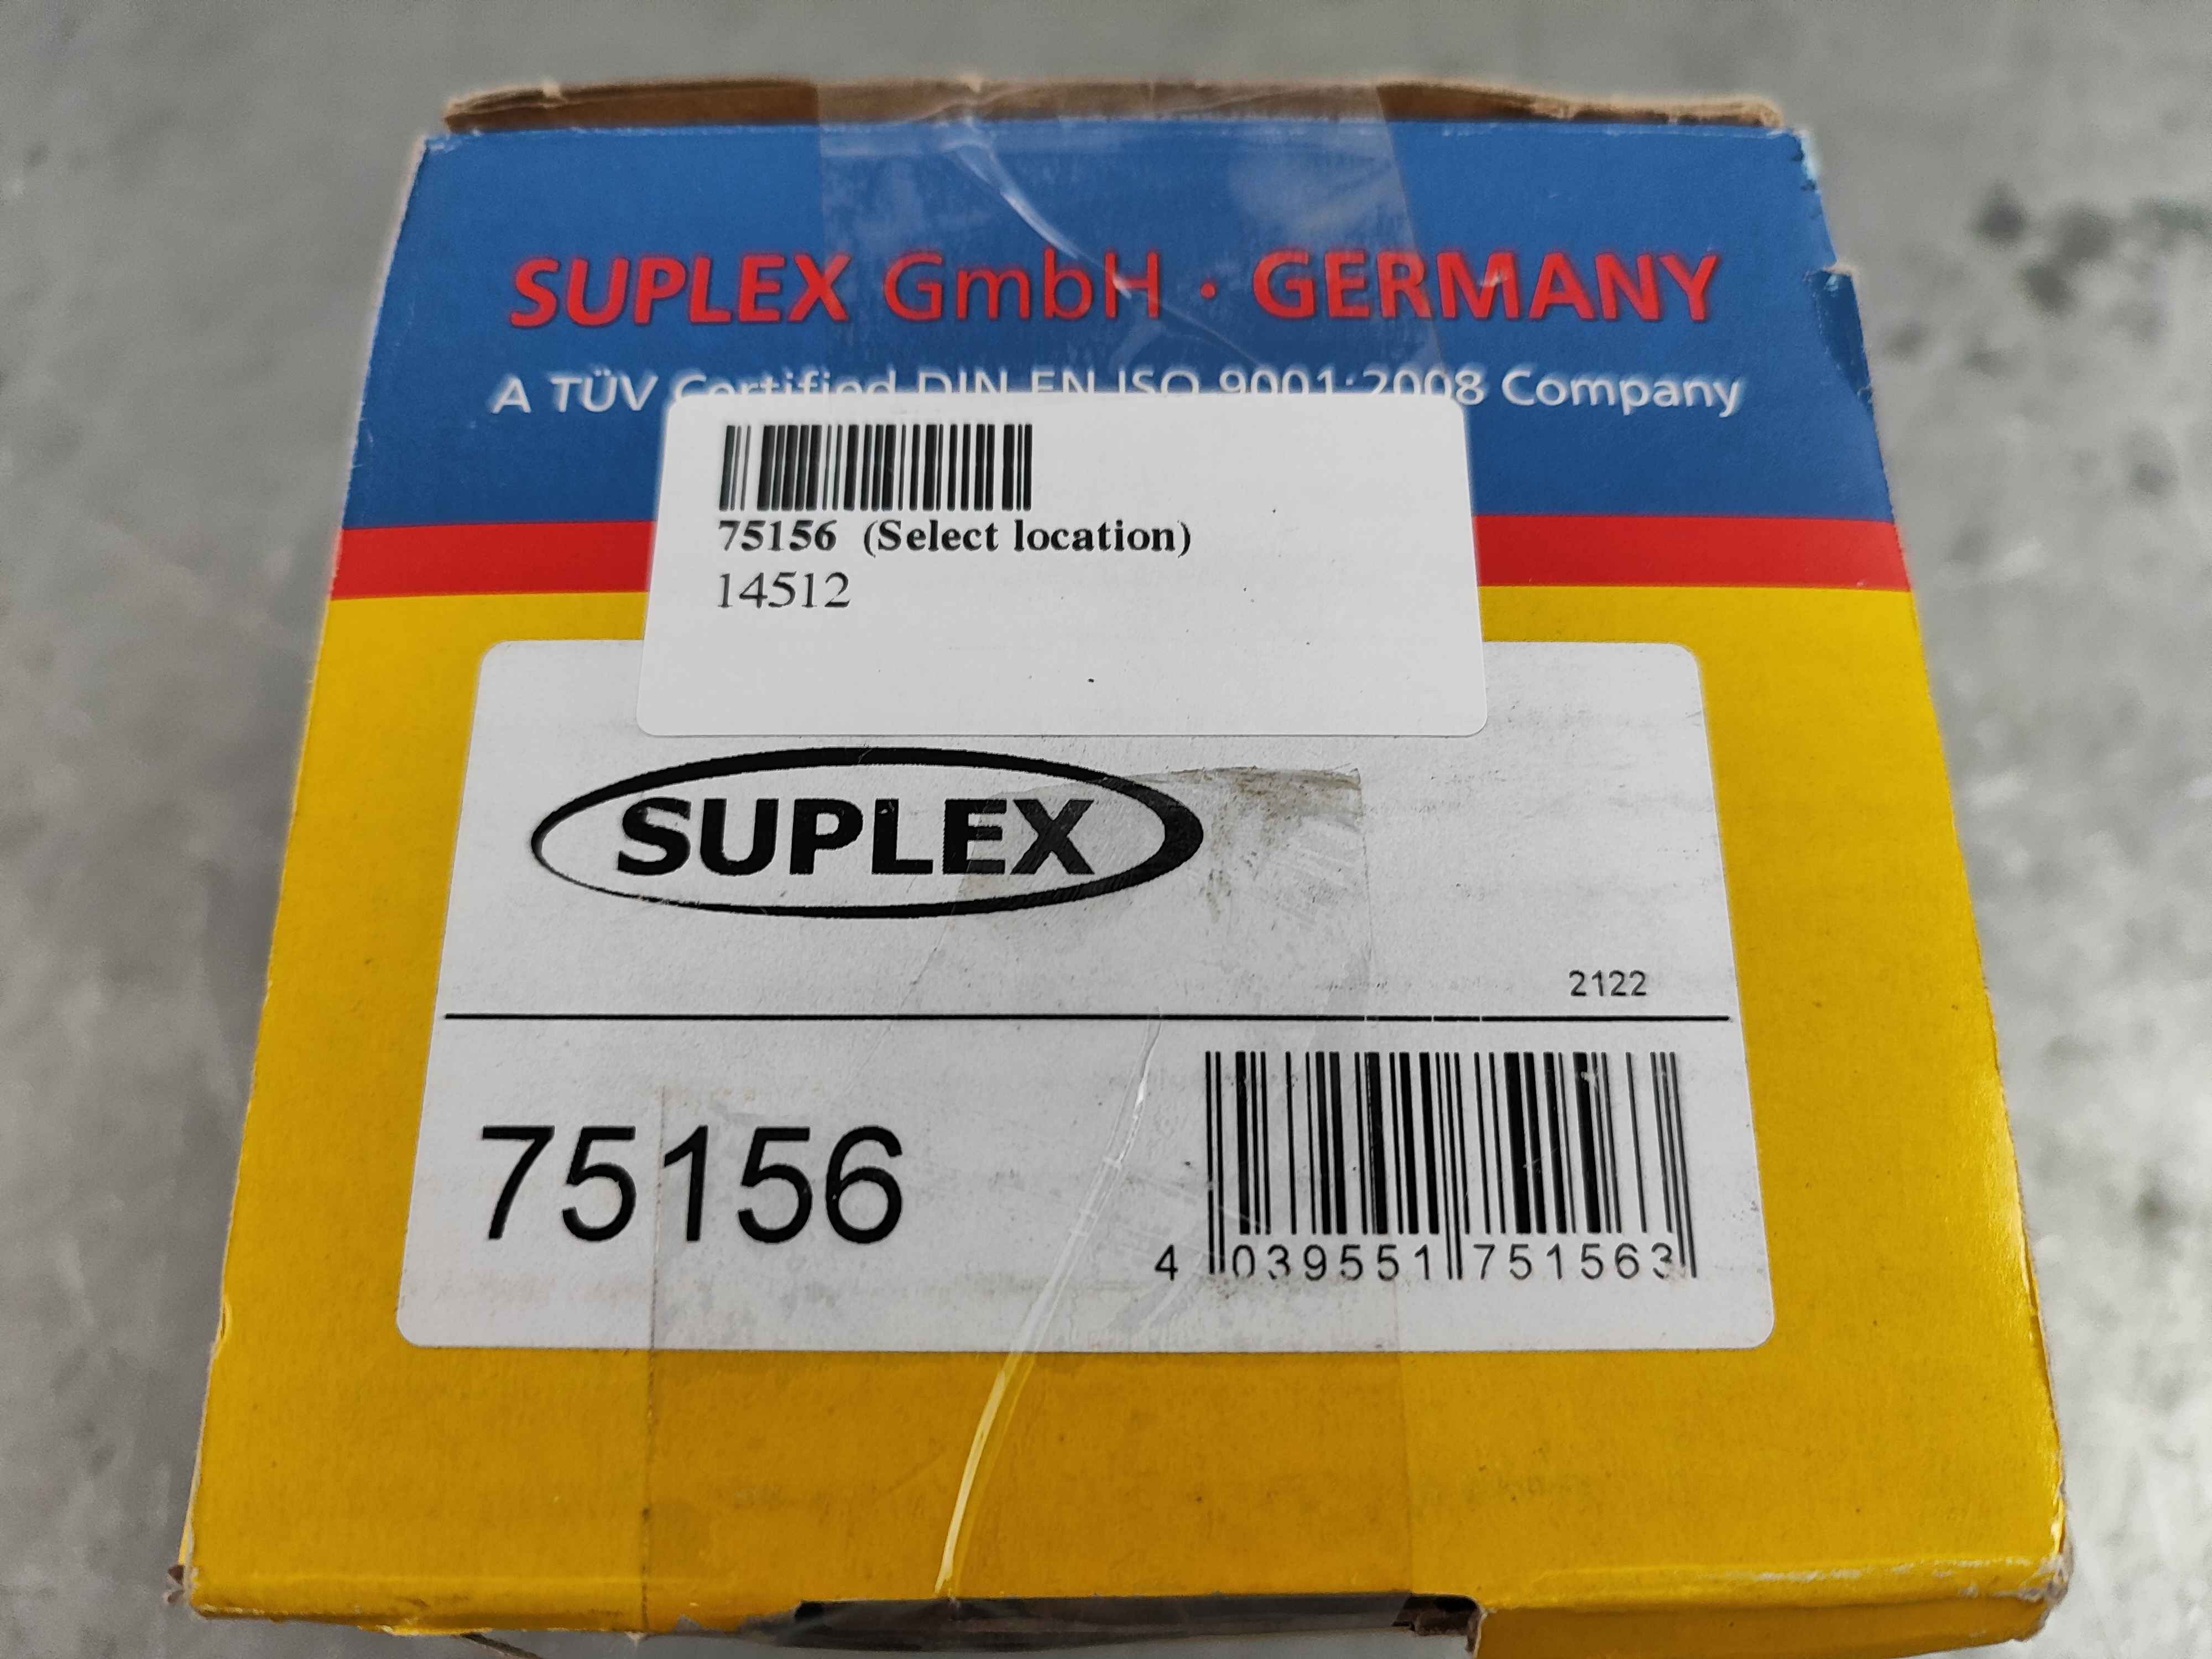 SUPLEX GmbH · GERMANY
A TÜV Certified DIN EN ISO 9001:2008 Company
75156 (Select location)
14512
SUPLEX
2122
75156
4 039551 751563